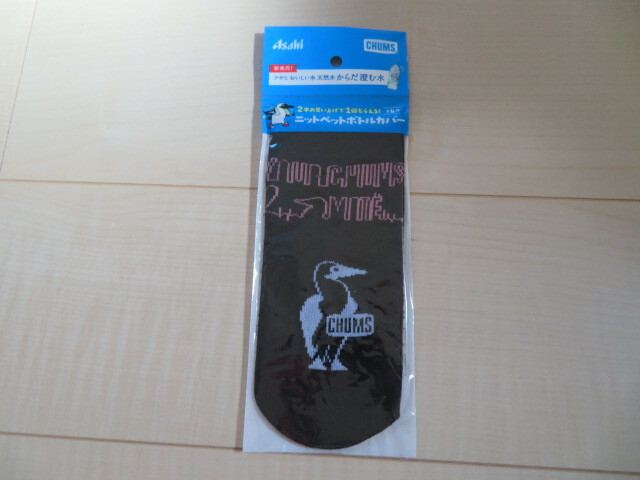 Asahi
CHUMS
新発売!
アサヒ おいしい水 天然水 からだ澄む水
2本お買い上げで1個もらえる!
ニットペットボトルカバー
CHUMS